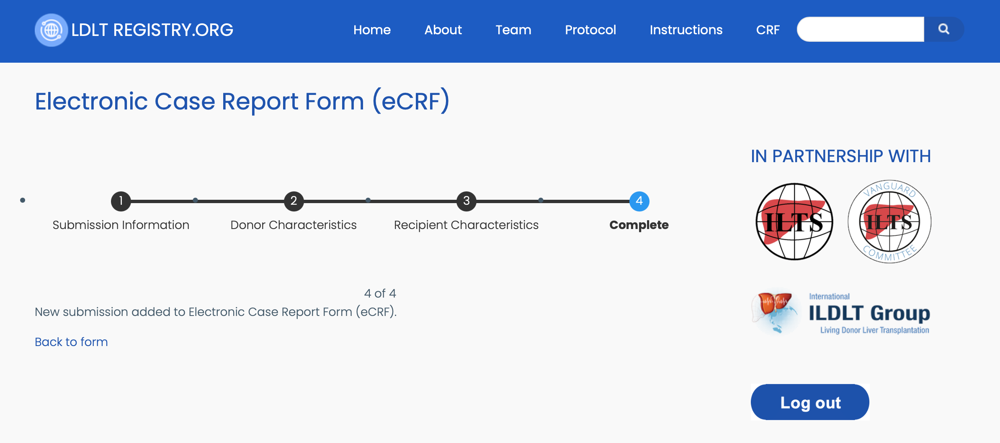 LDLT REGISTRY.ORG
Home About Team Protocol Instructions CRF
Electronic Case Report Form (eCRF)
1 2 3 4
Submission Information Donor Characteristics Recipient Characteristics Complete
4 of 4
New submission added to Electronic Case Report Form (eCRF).
Back to form
IN PARTNERSHIP WITH
ILTS
VANGUARD
ILTS
COMMITTEE
International
ILDLT Group
Living Donor Liver Transplantation
Log out